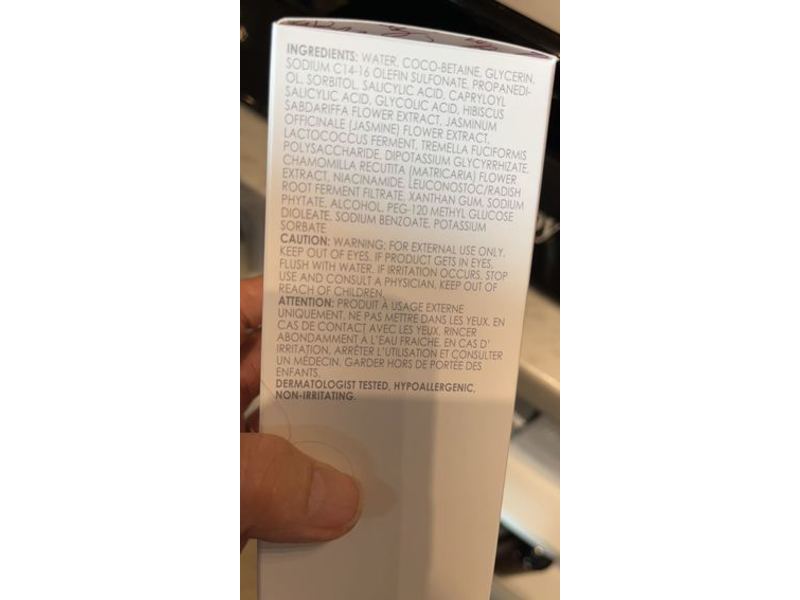 INGREDIENTS: WATER, COCO-BETAINE, GLYCERIN,
SODIUM C14-16 OLEFIN SULFONATE, PROPANEDI-
OL, SORBITOL, SALICYLIC ACID, CAPRYLOYL
SALICYLIC ACID, GLYCOLIC ACID, HIBISCUS
SABDARIFFA FLOWER EXTRACT, JASMINUM
OFFICINALE (JASMINE) FLOWER EXTRACT,
LACTOCOCCUS FERMENT, TREMELLA FUCIFORMIS
POLYSACCHARIDE, DIPOTASSIUM GLYCYRRHIZATE,
CHAMOMILLA RECUTITA (MATRICARIA) FLOWER
EXTRACT, NIACINAMIDE, LEUCONOSTOC/RADISH
ROOT FERMENT FILTRATE, XANTHAN GUM, SODIUM
PHYTATE, ALCOHOL, PEG-120 METHYL GLUCOSE
DIOLEATE, SODIUM BENZOATE, POTASSIUM
SORBATE
CAUTION: WARNING: FOR EXTERNAL USE ONLY.
KEEP OUT OF EYES. IF PRODUCT GETS IN EYES,
FLUSH WITH WATER. IF IRRITATION OCCURS, STOP
USE AND CONSULT A PHYSICIAN. KEEP OUT OF
REACH OF CHILDREN.
ATTENTION: PRODUIT À USAGE EXTERNE
UNIQUEMENT. NE PAS METTRE DANS LES YEUX. EN
CAS DE CONTACT AVEC LES YEUX, RINCER
ABONDAMMENT À L'EAU FRAÎCHE. EN CAS D'
IRRITATION, ARRÊTER L'UTILISATION ET CONSULTER
UN MÉDECIN. GARDER HORS DE PORTÉE DES
ENFANTS.
DERMATOLOGIST TESTED, HYPOALLERGENIC,
NON-IRRITATING.